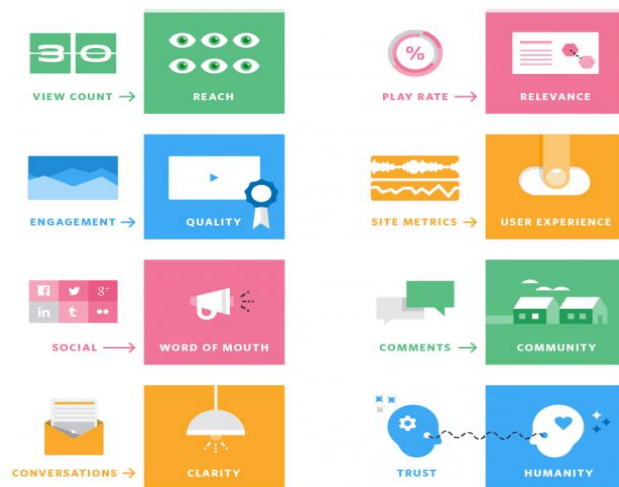 30
VIEW COUNT → REACH
%
PLAY RATE → RELEVANCE
ENGAGEMENT → QUALITY
SITE METRICS → USER EXPERIENCE
f g+
in t
SOCIAL → WORD OF MOUTH
COMMENTS → COMMUNITY
CONVERSATIONS → CLARITY
TRUST HUMANITY